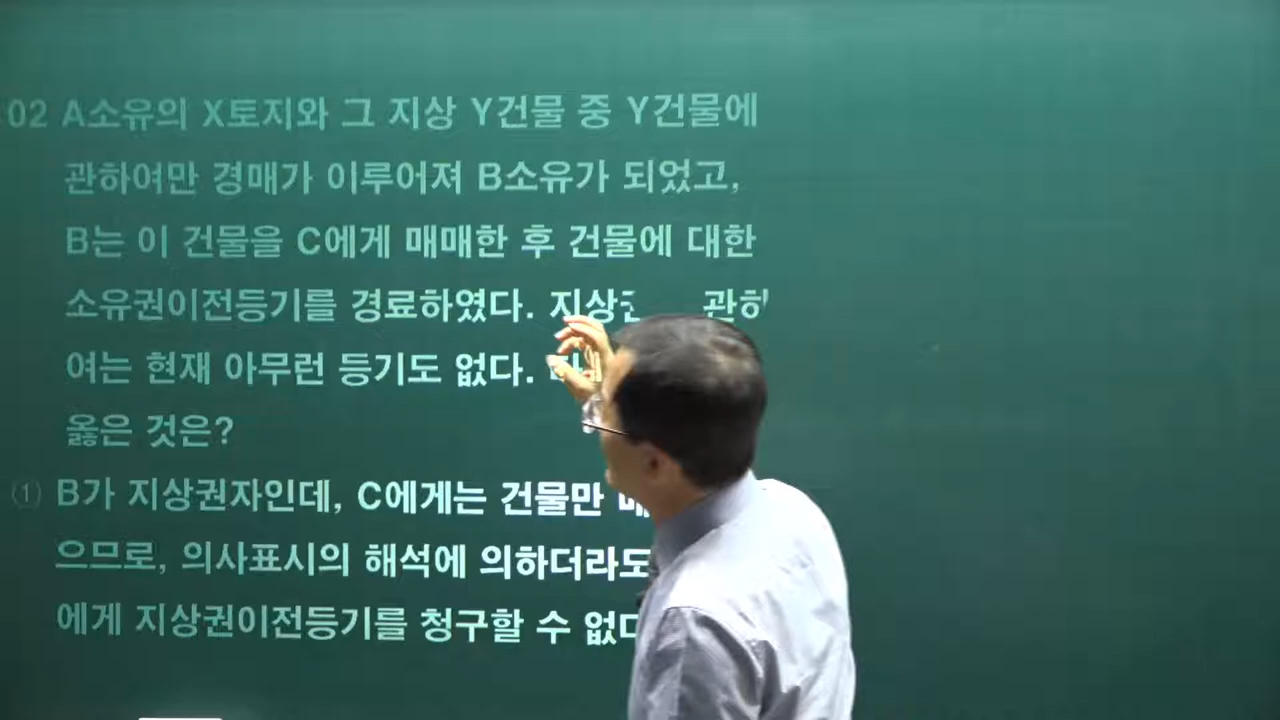 02 A소유의 X토지와 그 지상 Y건물 중 Y건물에
관하여만 경매가 이루어져 B소유가 되었고,
B는 이 건물을 C에게 매매한 후 건물에 대한
소유권이전등기를 경료하였다. 관하
여는 현재 아무런 등기도 없다.
옳은 것은?
(1) B가 지상권자인데, C에게는 건물만
으므로, 의사표시의 해석에 의하더라도
에게 지상권이전등기를 청구할 수 없다